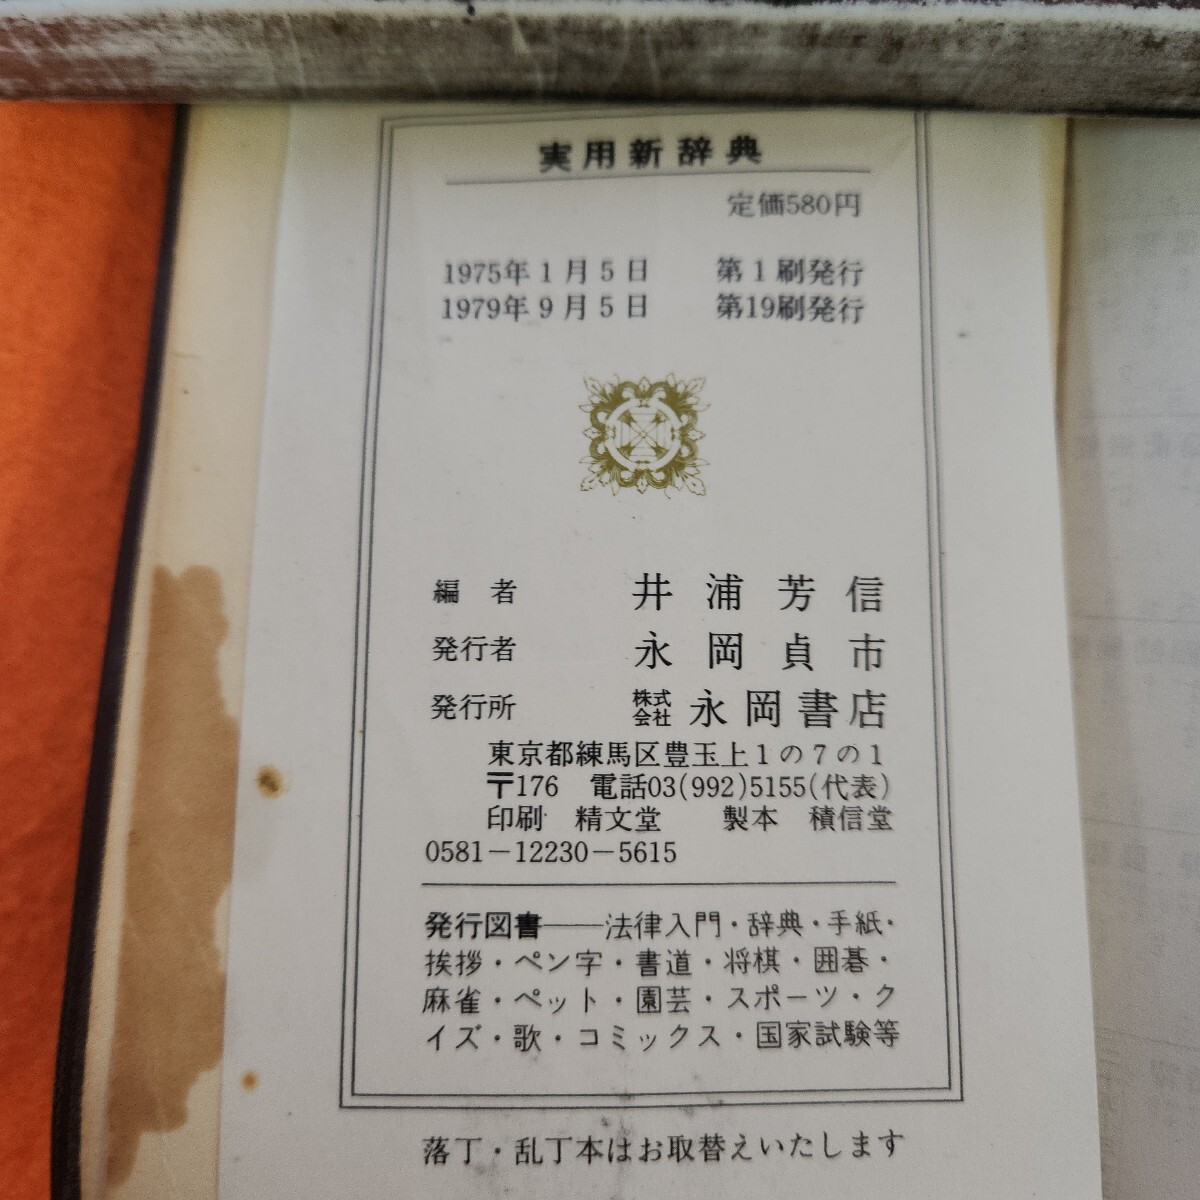 実用新辞典
定価580円
1975年1月5日 第1刷発行
1979年9月5日 第19刷発行
編者 井浦芳信
発行者 永岡貞市
発行所 株式会社 永岡書店
東京都練馬区豊玉上1の7の1
〒176 電話03(992)5155(代表)
印刷 精文堂 製本 積信堂
0581-12230-5615
発行図書──法律入門・辞典・手紙・
挨拶・ペン字・書道・将棋・囲碁・
麻雀・ペット・園芸・スポーツ・ク
イズ・歌・コミックス・国家試験等
落丁・乱丁本はお取替えいたします